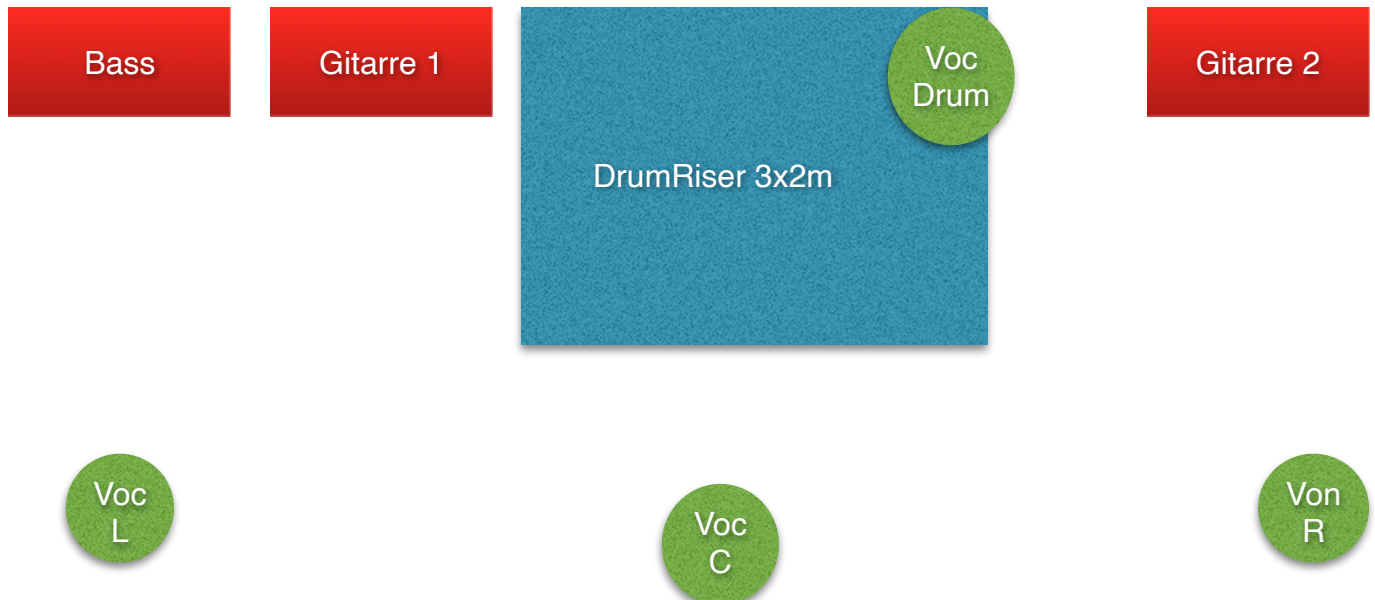 Bass
Gitarre 1
Voc
Drum
Gitarre 2
DrumRiser 3x2m
Voc
L
Voc
C
Von
R